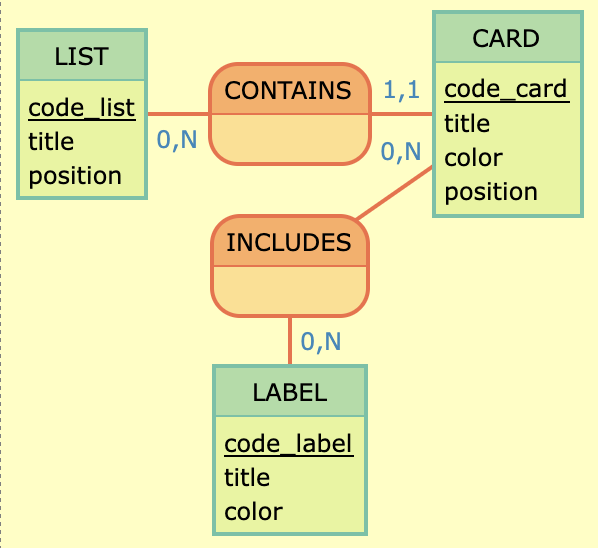 LIST
code_list
title
position
0,N
CONTAINS
1,1
CARD
code_card
title
color
position
0,N
INCLUDES
0,N
LABEL
code_label
title
color